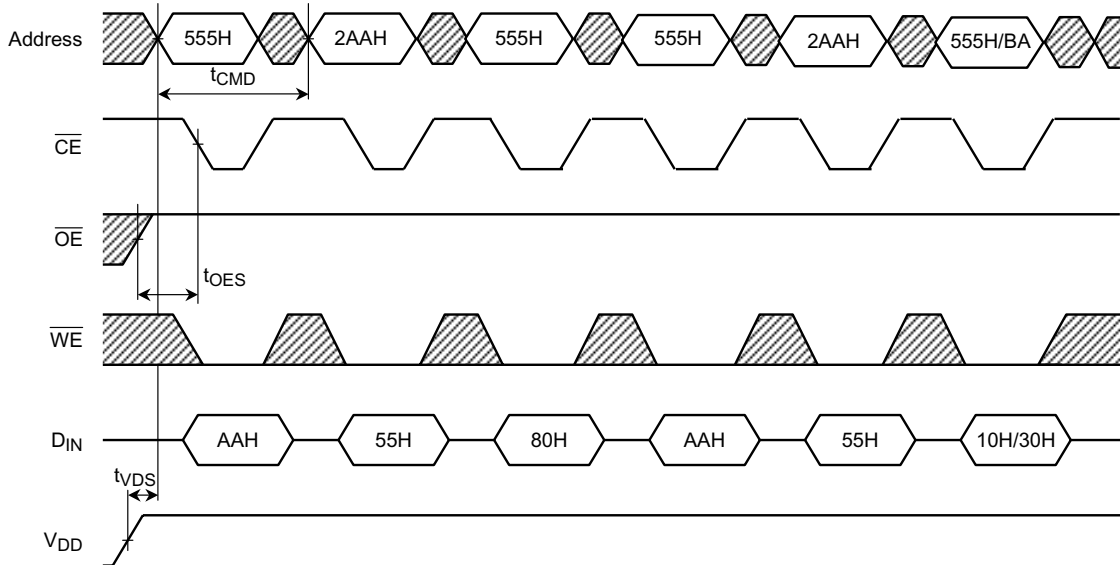 Address 555H 2AAH 555H 555H 2AAH 555H/BA
tCMD
CE
OE
tOES
WE
DIN AAH 55H 80H AAH 55H 10H/30H
tVDS
VDD